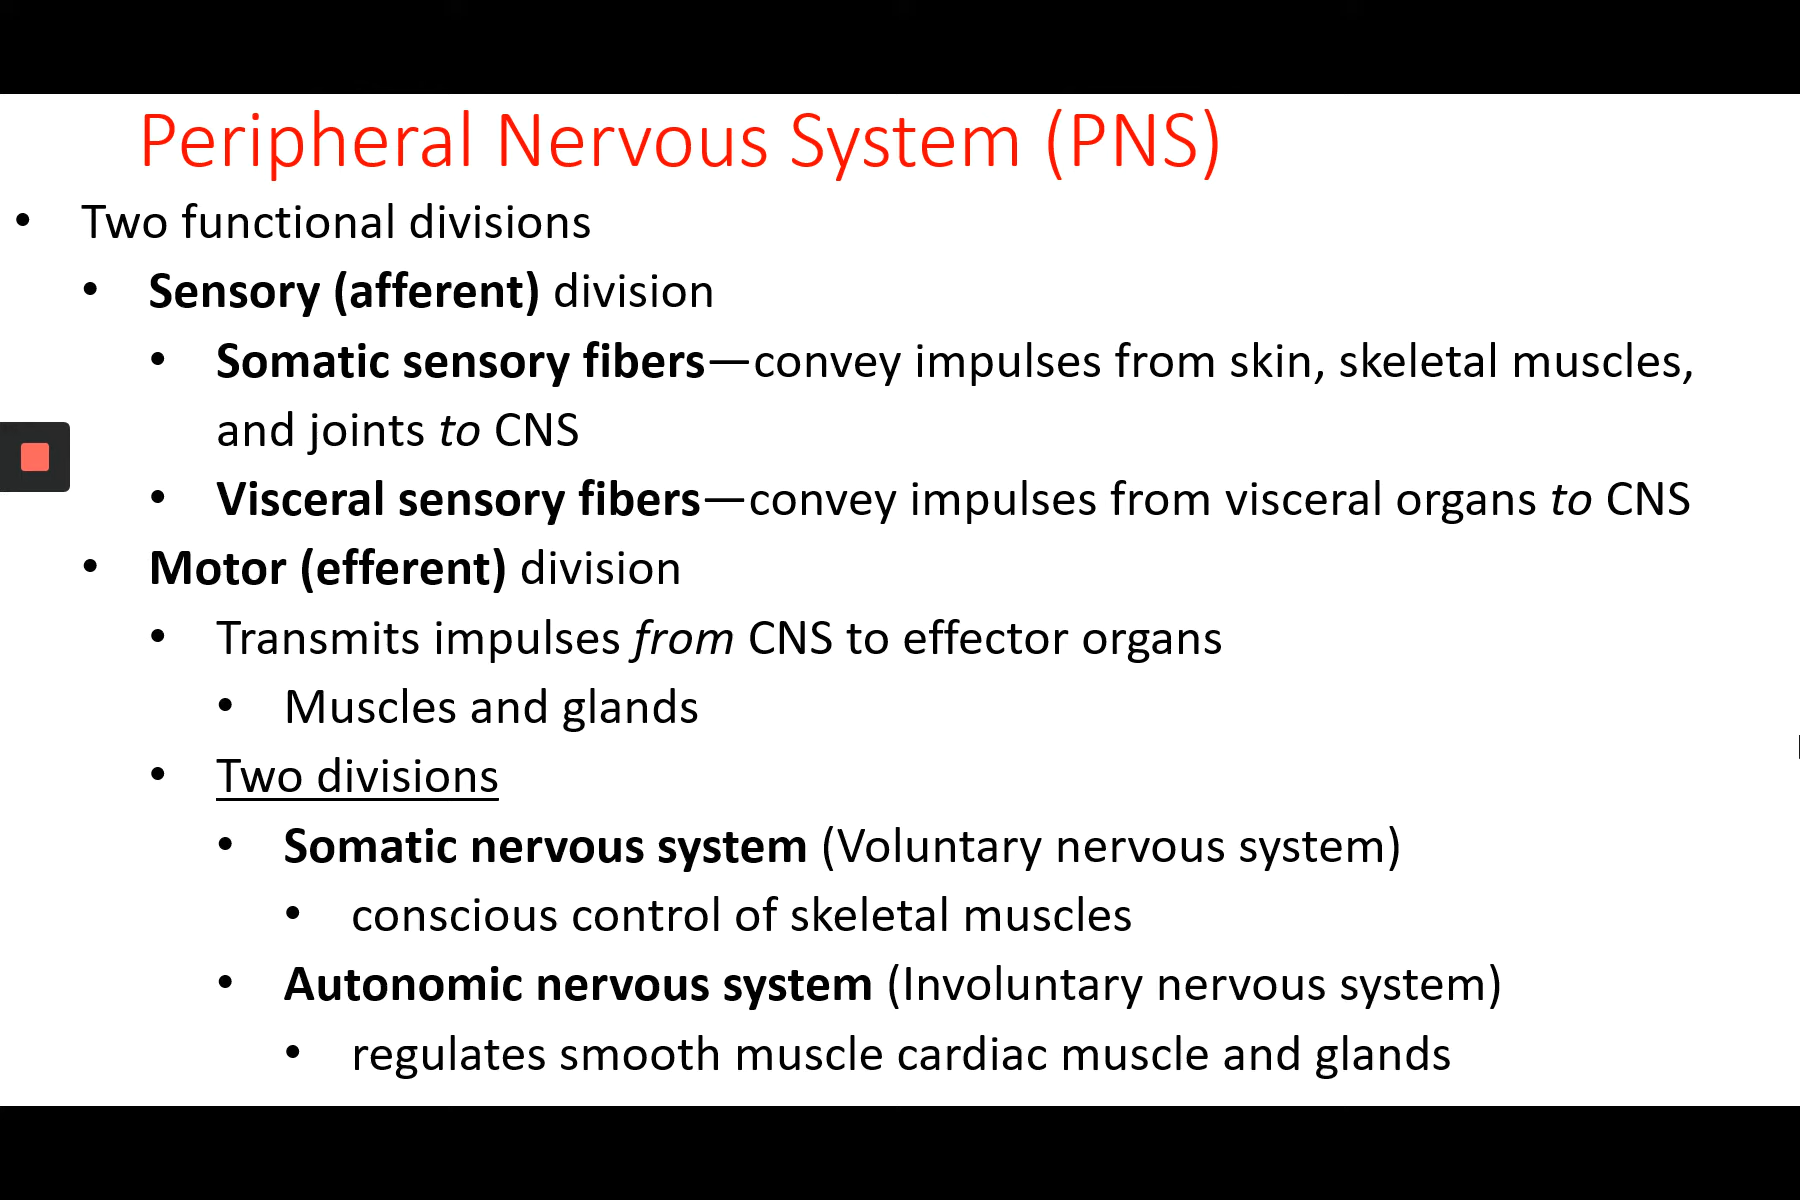 Peripheral Nervous System (PNS)
• Two functional divisions
• Sensory (afferent) division
• Somatic sensory fibers—convey impulses from skin, skeletal muscles,
and joints to CNS
• Visceral sensory fibers—convey impulses from visceral organs to CNS
• Motor (efferent) division
• Transmits impulses from CNS to effector organs
• Muscles and glands
• Two divisions
• Somatic nervous system (Voluntary nervous system)
• conscious control of skeletal muscles
• Autonomic nervous system (Involuntary nervous system)
• regulates smooth muscle cardiac muscle and glands